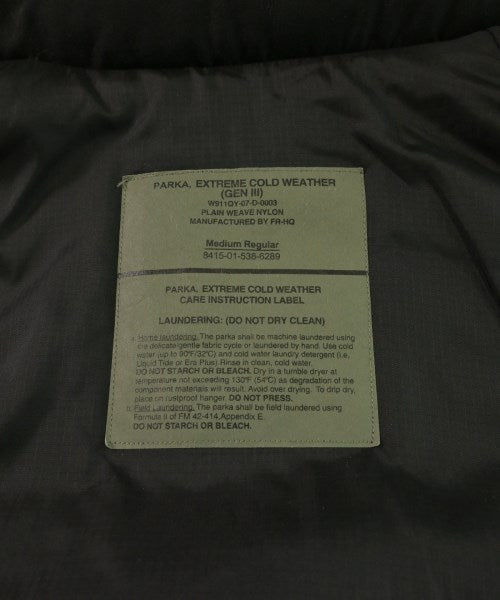 PARKA, EXTREME COLD WEATHER
(GEN III)
W911QY-07-D-0003
PLAIN WEAVE NYLON
MANUFACTURED BY FR-HQ
Medium Regular
8415-01-538-6289
PARKA, EXTREME COLD WEATHER
CARE INSTRUCTION LABEL
LAUNDERING: (DO NOT DRY CLEAN)
a. Home laundering. The parka shall be machine laundered using
the delicate/gentle fabric cycle or laundered by hand. Use cold
water (up to 90°F/32°C) and cold water laundry detergent (i.e.
Liquid Tide or Era Plus) Rinse in clean, cold water.
DO NOT STARCH OR BLEACH. Dry in a tumble dryer at
temperature not exceeding 130°F (54°C) as degradation of the
component materials will result. Avoid over drying. To drip dry,
place on rustproof hanger. DO NOT PRESS.
b. Field Laundering. The parka shall be field laundered using
Formula II of FM 42-414, Appendix E.
DO NOT STARCH OR BLEACH.